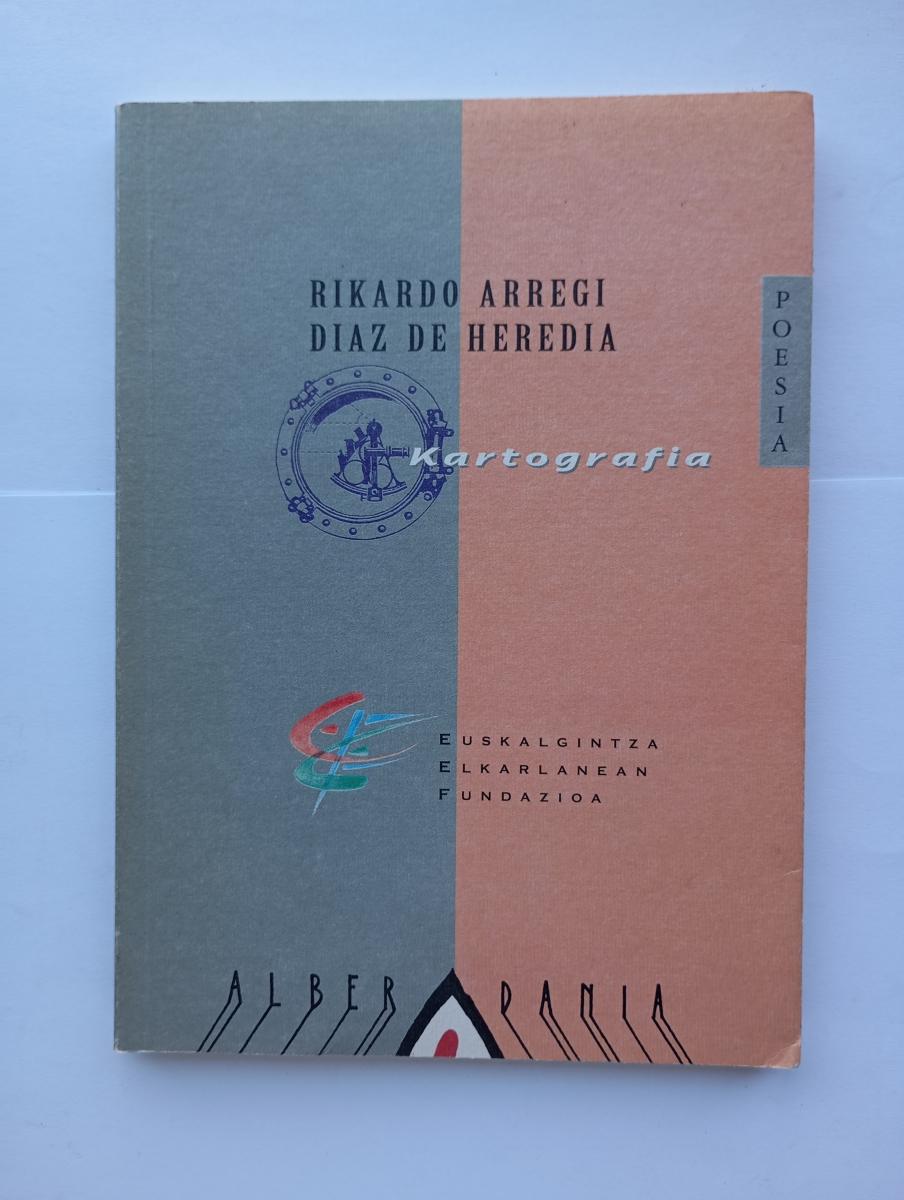 RIKARDO ARREGI
DIAZ DE HEREDIA
POESIA
Kartografia
EUSKALGINTZA
ELKARLANEAN
FUNDAZIOA
ALBERDANIA